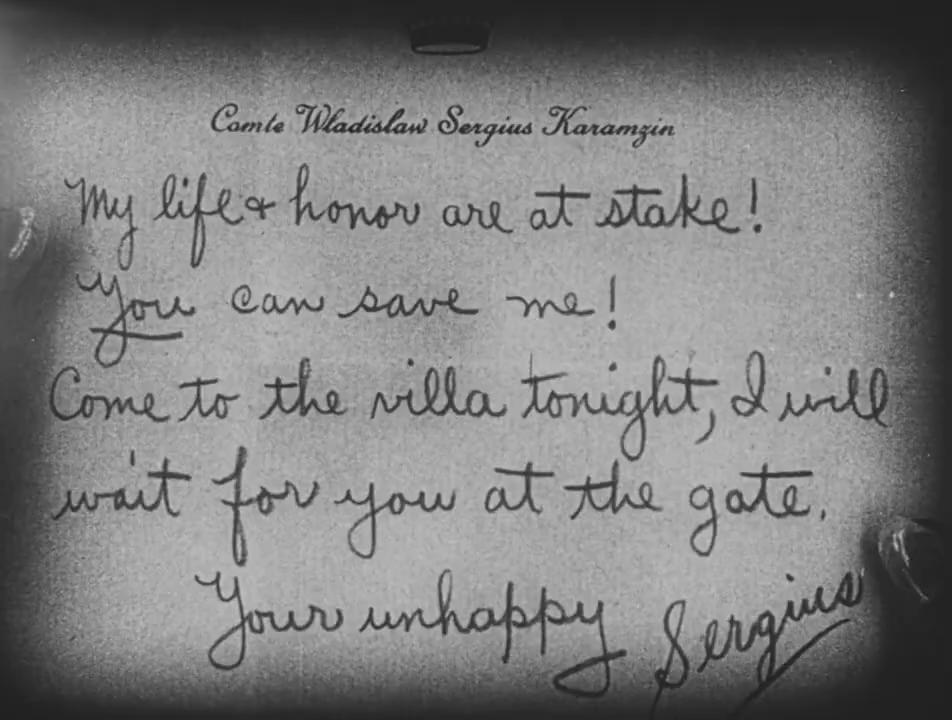 Comte Wladislaw Sergius Karamzin
My life & honor are at stake!
You can save me!
Come to the villa tonight, I will
wait for you at the gate.
Your unhappy Sergius